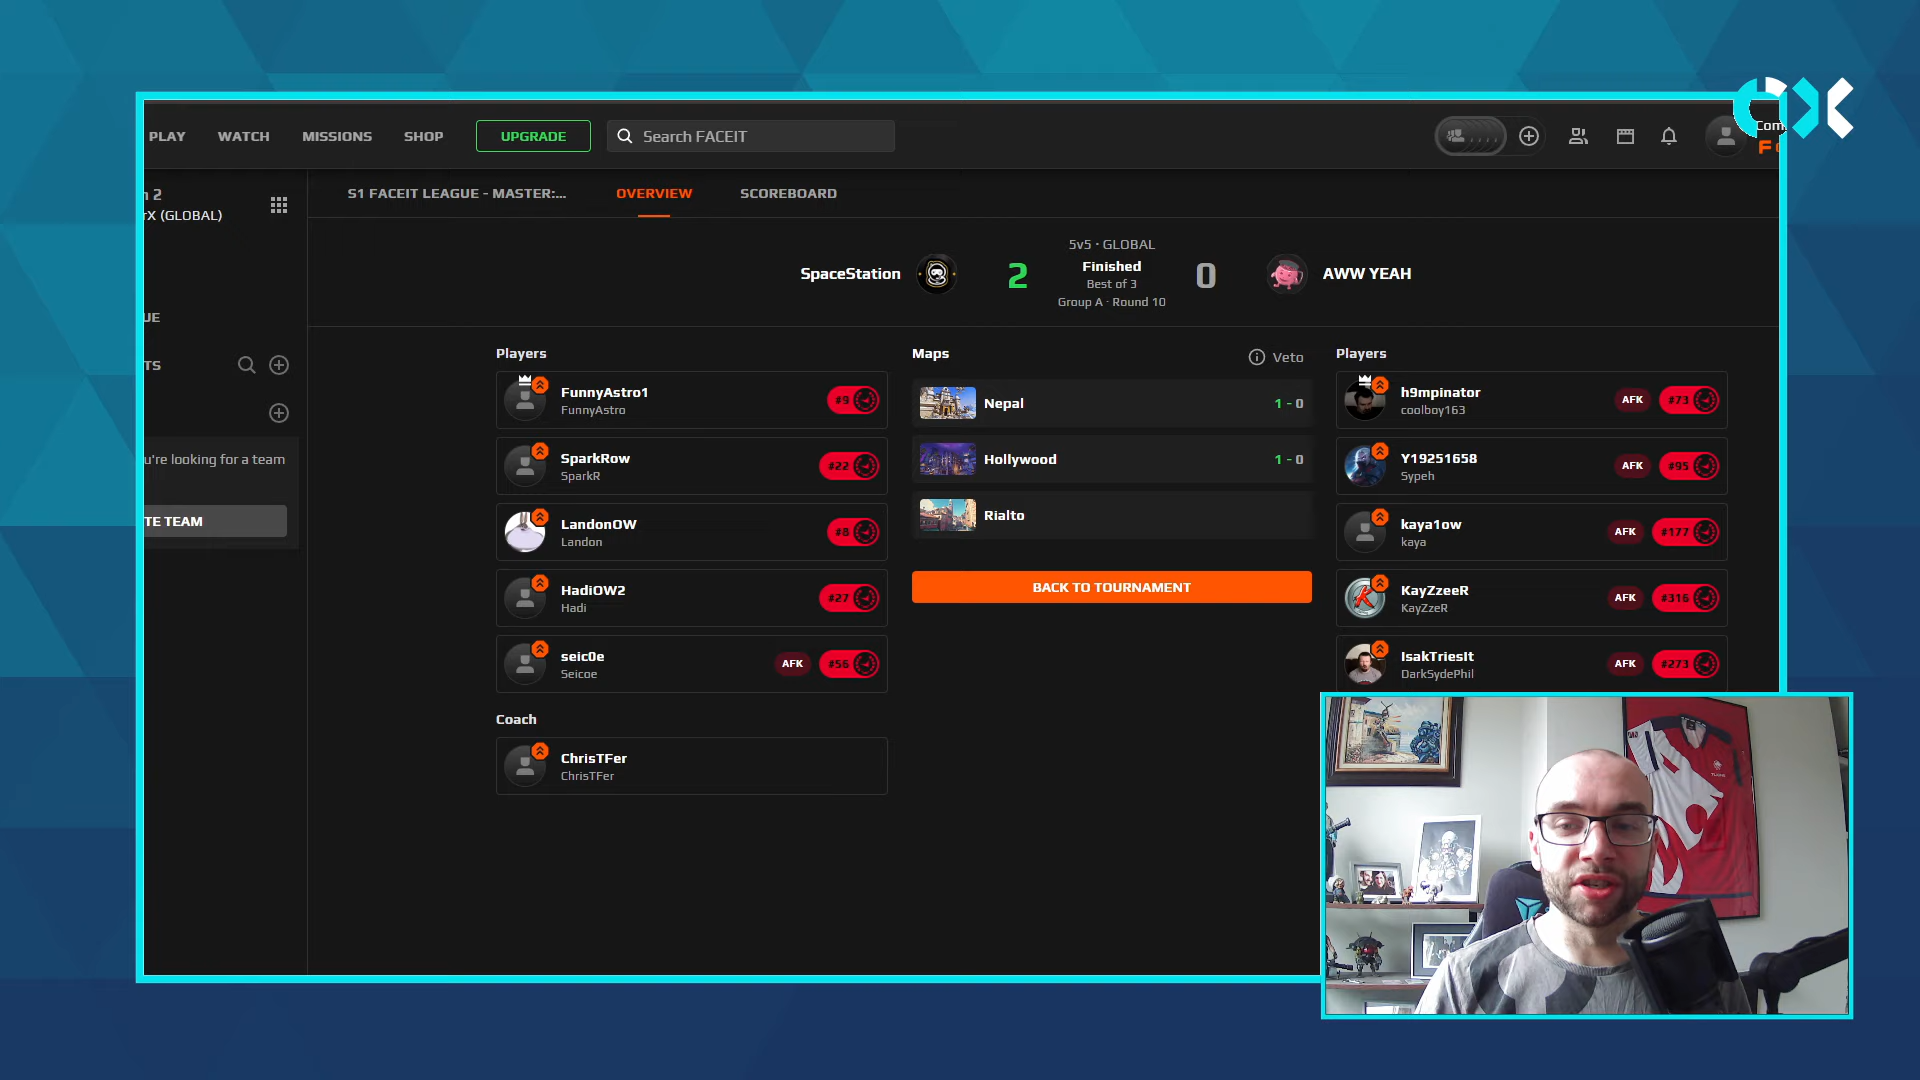 PLAY WATCH MISSIONS SHOP UPGRADE Search FACEIT
Com
S1 FACEIT LEAGUE - MASTER:... OVERVIEW SCOREBOARD
n 2
rX (GLOBAL)
UE
TS
u're looking for a team
TE TEAM
5v5 • GLOBAL
SpaceStation 2 Finished 0 AWW YEAH
Best of 3
Group A • Round 10
Players
FunnyAstro1 #9
FunnyAstro
SparkRow #22
SparkR
LandonOW #8
Landon
HadiOW2 #27
Hadi
seic0e AFK #56
Seicoe
Coach
ChrisTFer
ChrisTFer
Maps Veto
Nepal 1 - 0
Hollywood 1 - 0
Rialto
BACK TO TOURNAMENT
Players
h9mpinator AFK #73
coolboy163
Y19251658 AFK #95
Sypeh
kaya1ow AFK #177
kaya
KayZzeeR AFK #316
KayZzeR
IsakTriesIt AFK #273
DarkSydePhil